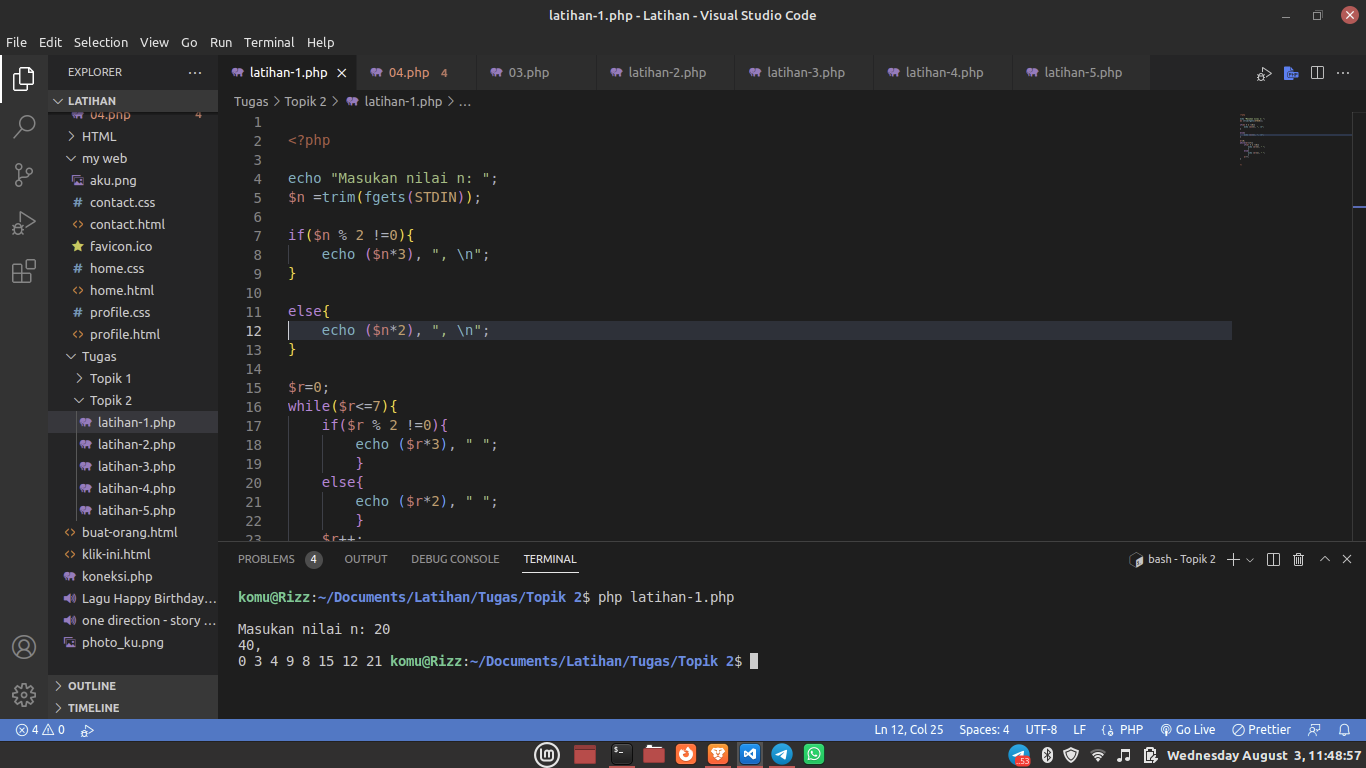 latihan-1.php - Latihan - Visual Studio Code
File Edit Selection View Go Run Terminal Help
EXPLORER
LATIHAN
04.php 4
HTML
my web
aku.png
contact.css
contact.html
favicon.ico
home.css
home.html
profile.css
profile.html
Tugas
Topik 1
Topik 2
latihan-1.php
latihan-2.php
latihan-3.php
latihan-4.php
latihan-5.php
buat-orang.html
klik-ini.html
koneksi.php
Lagu Happy Birthday...
one direction - story ...
photo_ku.png
OUTLINE
TIMELINE
latihan-1.php 04.php 4 03.php latihan-2.php latihan-3.php latihan-4.php latihan-5.php
Tugas > Topik 2 > latihan-1.php > ...
1
2 <?php
3
4 echo "Masukan nilai n: ";
5 $n =trim(fgets(STDIN));
6
7 if($n % 2 !=0){
8 echo ($n*3), ", \n";
9 }
10
11 else{
12 echo ($n*2), ", \n";
13 }
14
15 $r=0;
16 while($r<=7){
17 if($r % 2 !=0){
18 echo ($r*3), " ";
19 }
20 else{
21 echo ($r*2), " ";
22 }
23 $r++;
PROBLEMS 4 OUTPUT DEBUG CONSOLE TERMINAL bash - Topik 2
komu@Rizz:~/Documents/Latihan/Tugas/Topik 2$ php latihan-1.php
Masukan nilai n: 20
40,
0 3 4 9 8 15 12 21 komu@Rizz:~/Documents/Latihan/Tugas/Topik 2$
4 0 Ln 12, Col 25 Spaces: 4 UTF-8 LF PHP Go Live Prettier
53 Wednesday August 3, 11:48:57